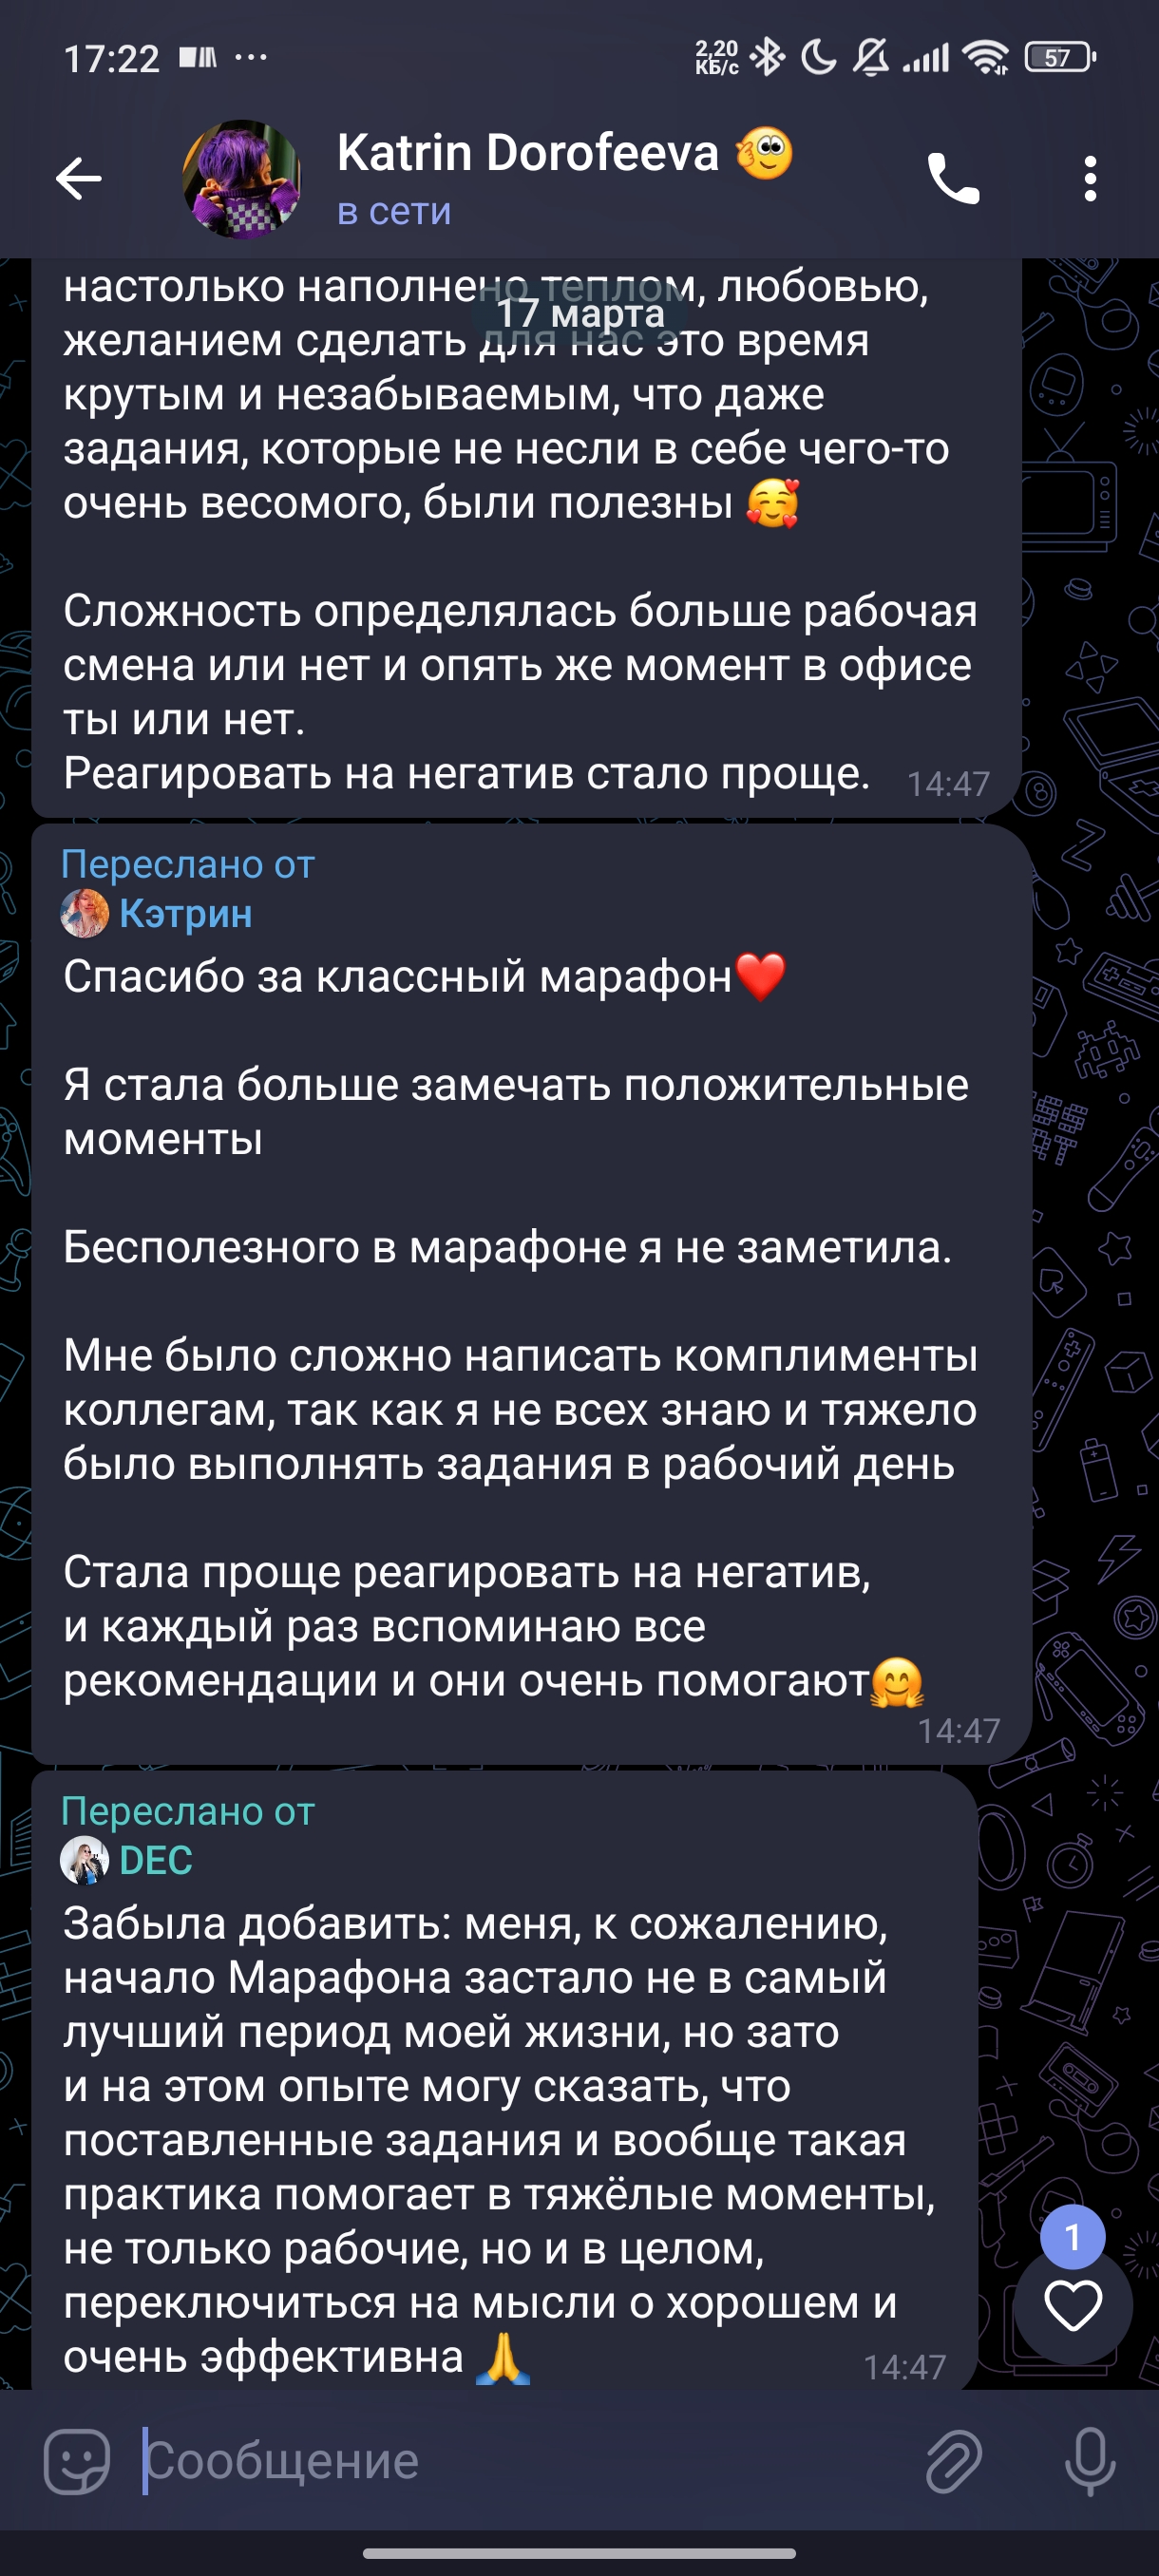 17:22
2,20
КБ/с
57
Katrin Dorofeeva
в сети
17 марта
настолько наполнено теплом, любовью,
желанием сделать для нас это время
крутым и незабываемым, что даже
задания, которые не несли в себе чего-то
очень весомого, были полезны 🥰
Сложность определялась больше рабочая
смена или нет и опять же момент в офисе
ты или нет.
Реагировать на негатив стало проще.
14:47
Переслано от
Кэтрин
Спасибо за классный марафон❤️
Я стала больше замечать положительные
моменты
Бесполезного в марафоне я не заметила.
Мне было сложно написать комплименты
коллегам, так как я не всех знаю и тяжело
было выполнять задания в рабочий день
Стала проще реагировать на негатив,
и каждый раз вспоминаю все
рекомендации и они очень помогают🤗
14:47
Переслано от
DEC
Забыла добавить: меня, к сожалению,
начало Марафона застало не в самый
лучший период моей жизни, но зато
и на этом опыте могу сказать, что
поставленные задания и вообще такая
практика помогает в тяжёлые моменты,
не только рабочие, но и в целом,
переключиться на мысли о хорошем и
очень эффективна 🙏
14:47
1
Сообщение